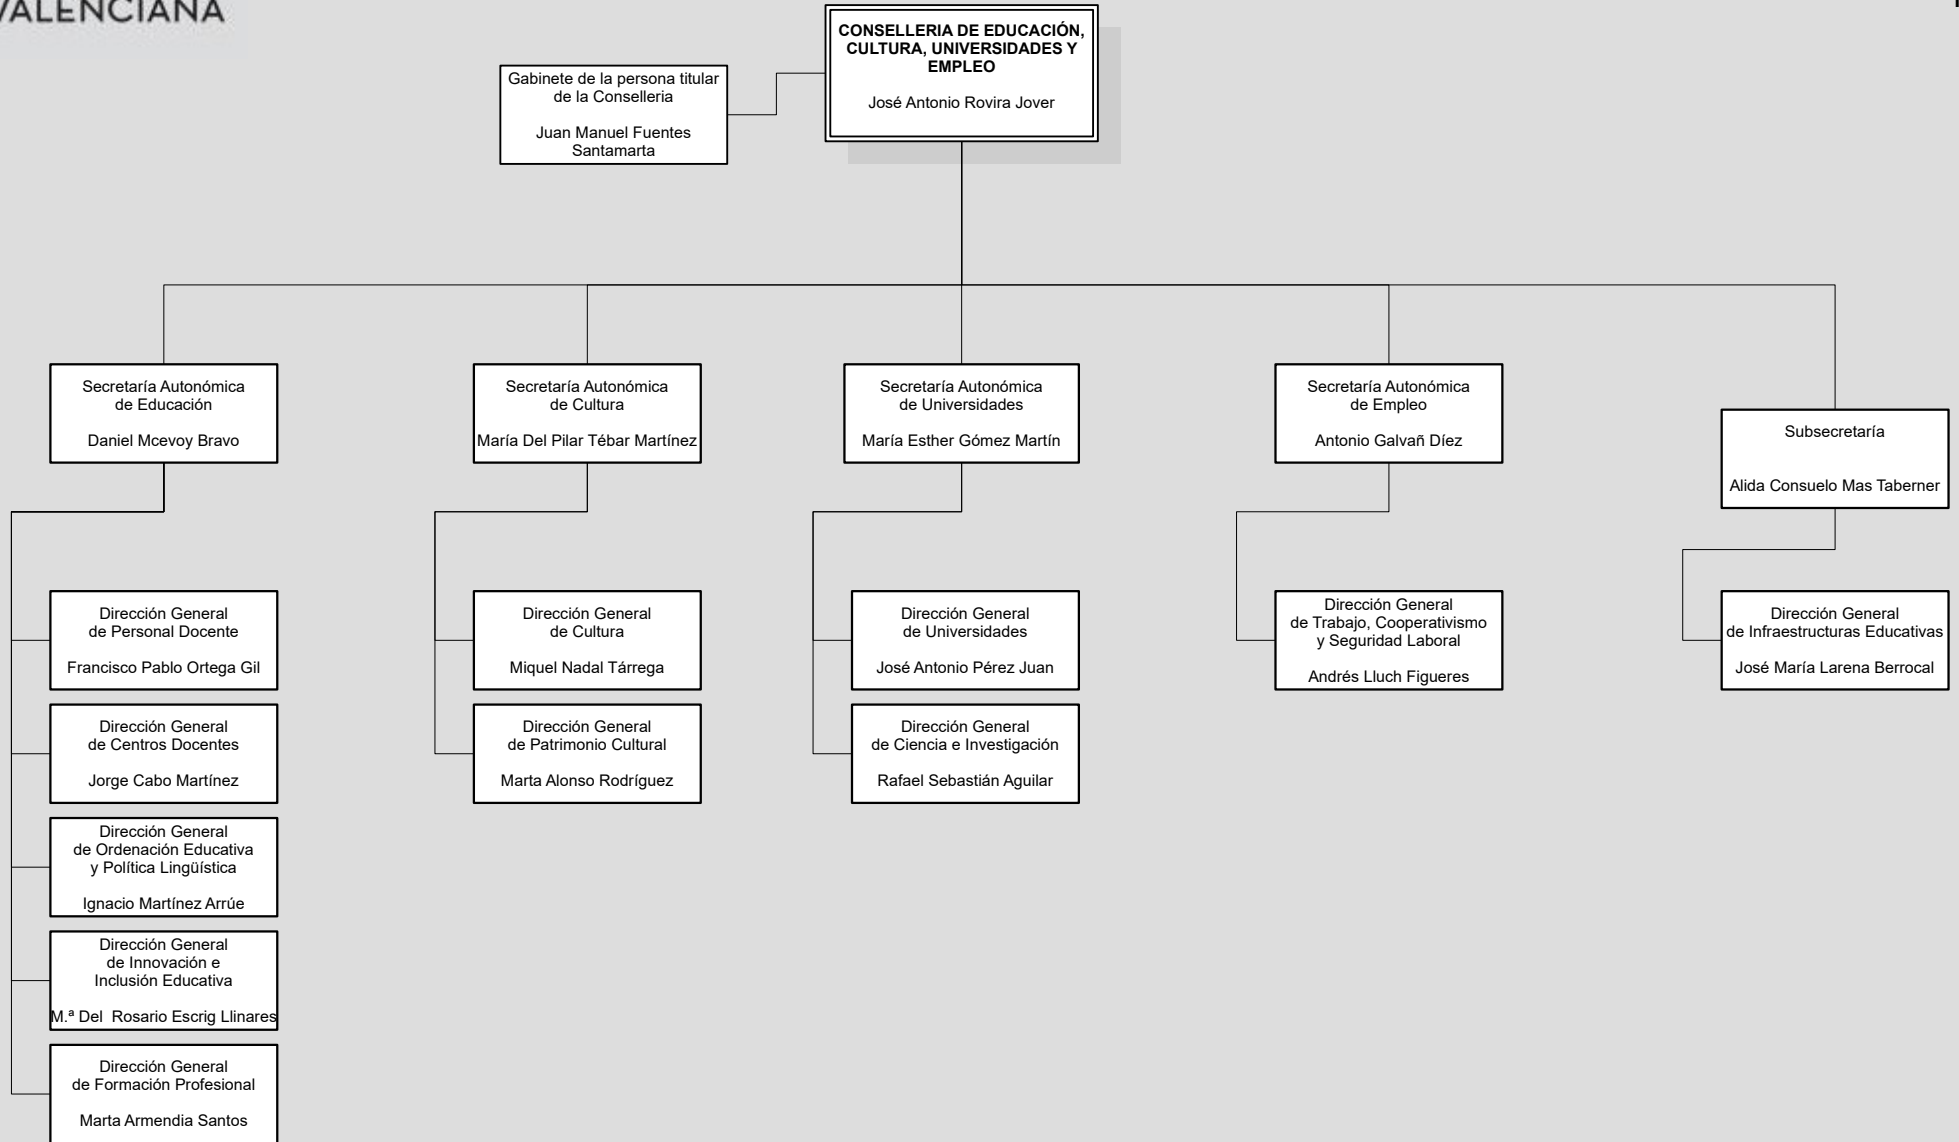 VALENCIANA
CONSELLERIA DE EDUCACIÓN,
CULTURA, UNIVERSIDADES Y
EMPLEO
José Antonio Rovira Jover
Gabinete de la persona titular
de la Conselleria
Juan Manuel Fuentes
Santamarta
Secretaría Autonómica
de Educación
Daniel Mcevoy Bravo
Secretaría Autonómica
de Cultura
María Del Pilar Tébar Martínez
Secretaría Autonómica
de Universidades
María Esther Gómez Martín
Secretaría Autonómica
de Empleo
Antonio Galvañ Díez
Subsecretaría
Alida Consuelo Mas Taberner
Dirección General
de Personal Docente
Francisco Pablo Ortega Gil
Dirección General
de Cultura
Miquel Nadal Tárrega
Dirección General
de Universidades
José Antonio Pérez Juan
Dirección General
de Trabajo, Cooperativismo
y Seguridad Laboral
Andrés Lluch Figueres
Dirección General
de Infraestructuras Educativas
José María Larena Berrocal
Dirección General
de Centros Docentes
Jorge Cabo Martínez
Dirección General
de Patrimonio Cultural
Marta Alonso Rodríguez
Dirección General
de Ciencia e Investigación
Rafael Sebastián Aguilar
Dirección General
de Ordenación Educativa
y Política Lingüística
Ignacio Martínez Arrúe
Dirección General
de Innovación e
Inclusión Educativa
M.ª Del  Rosario Escrig Llinares
Dirección General
de Formación Profesional
Marta Armendia Santos